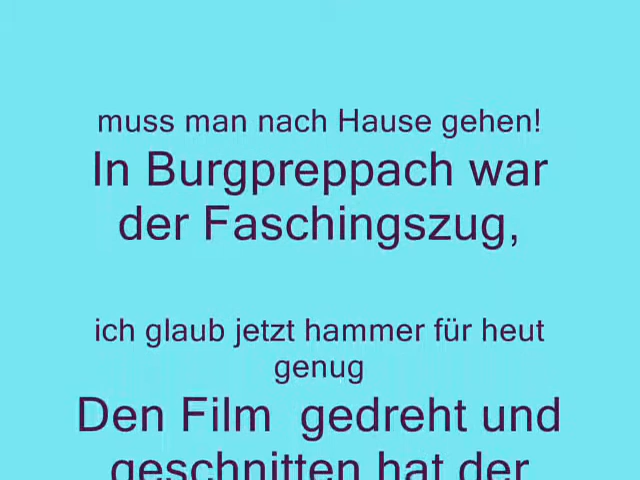 muss man nach Hause gehen!
In Burgpreppach war
der Faschingszug,
ich glaub jetzt hammer für heut
genug
Den Film  gedreht und
geschnitten hat der